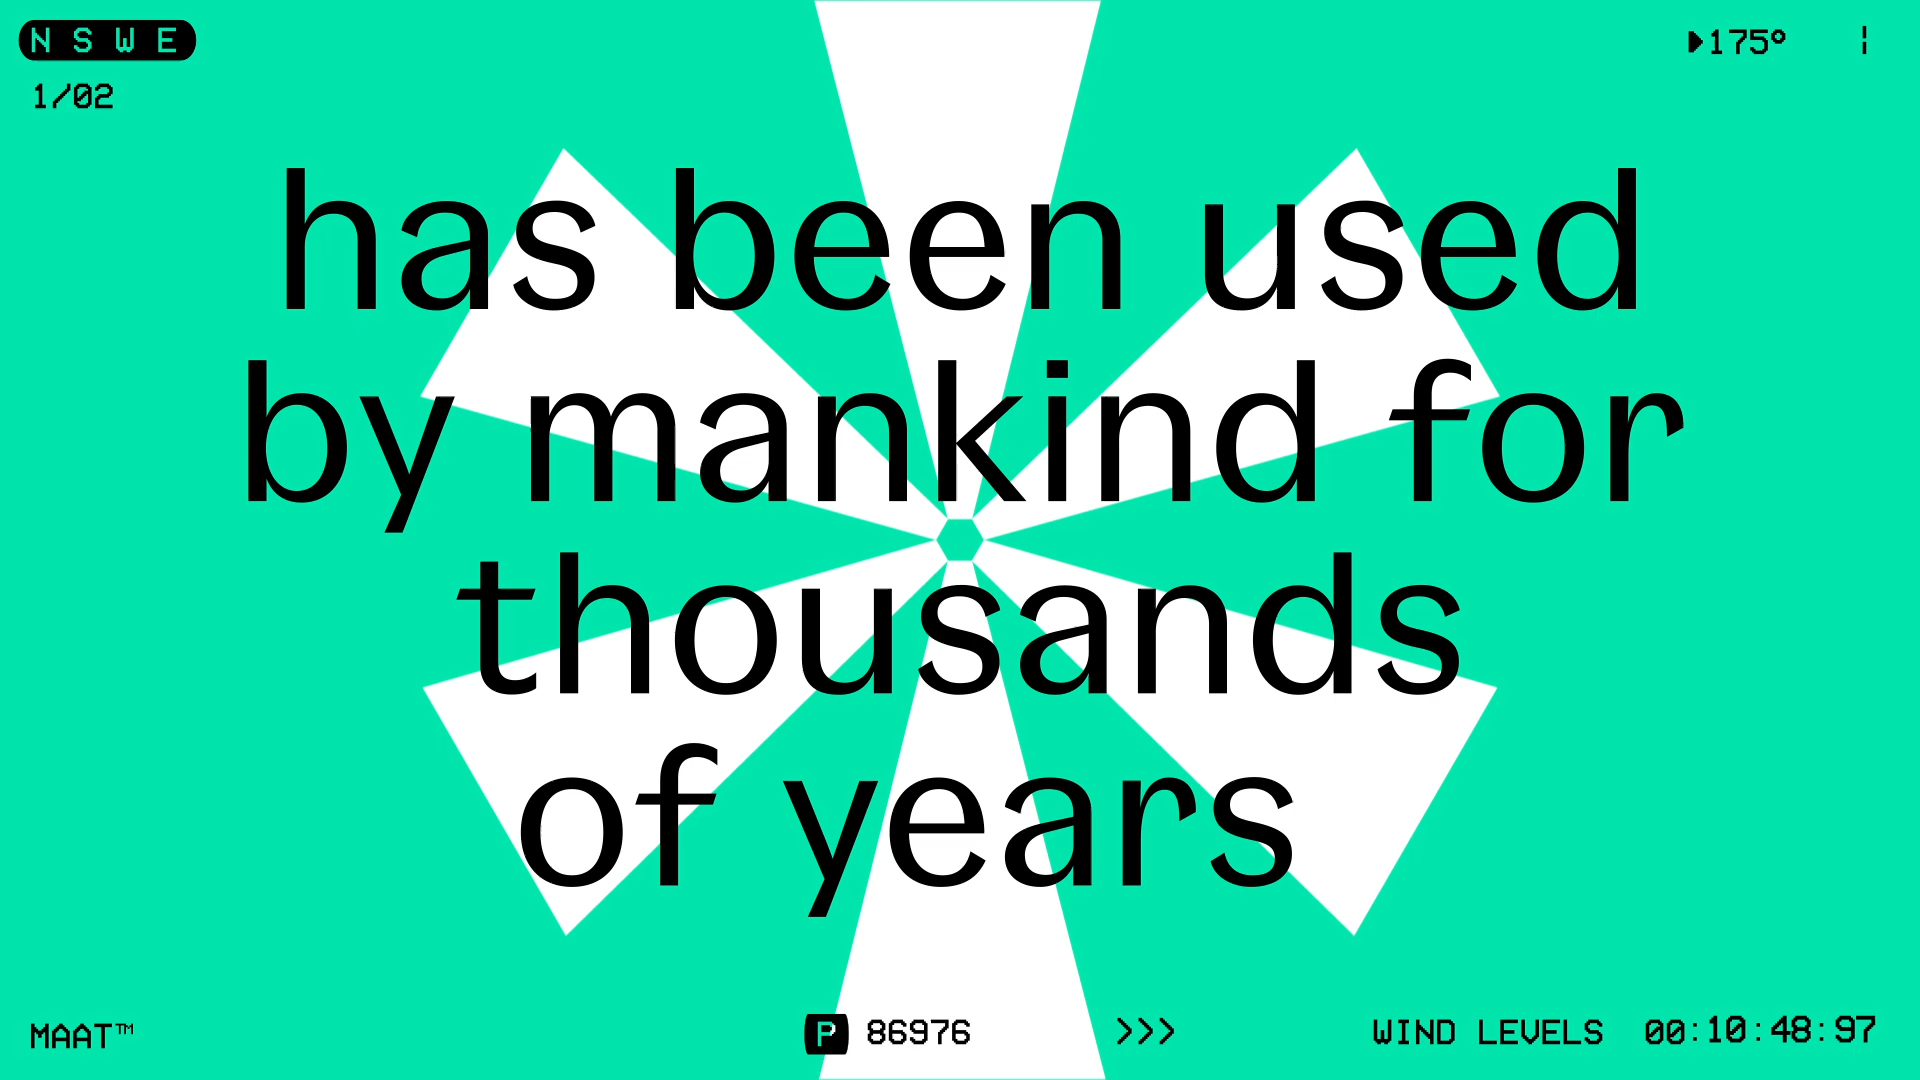 N S W E
175°
1/02
has been used
by mankind for
thousands
of years
MAAT™
P 86976 >>>
WIND LEVELS 00:10:48:97